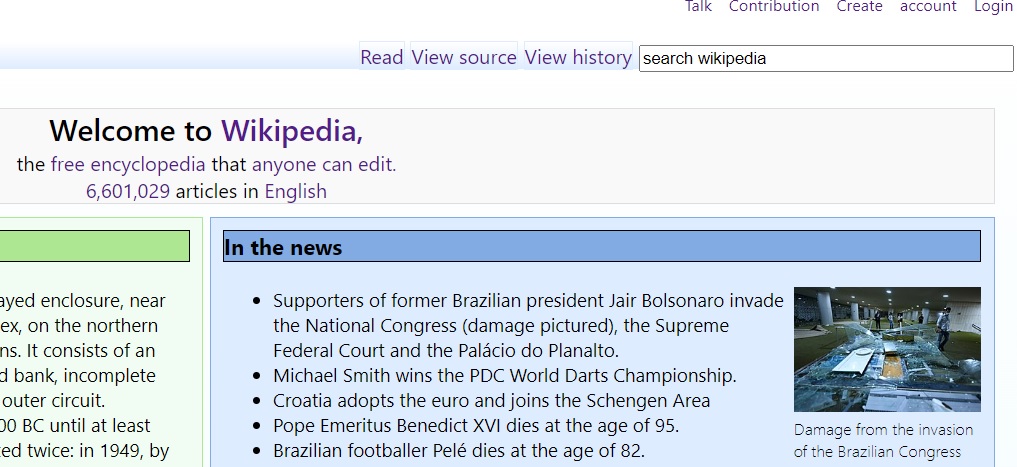 Talk Contribution Create account Login
Read View source View history search wikipedia
Welcome to Wikipedia,
the free encyclopedia that anyone can edit.
6,601,029 articles in English
ayed enclosure, near
ex, on the northern
ns. It consists of an
d bank, incomplete
outer circuit.
00 BC until at least
ted twice: in 1949, by
In the news
Supporters of former Brazilian president Jair Bolsonaro invade
the National Congress (damage pictured), the Supreme
Federal Court and the Palácio do Planalto.
Michael Smith wins the PDC World Darts Championship.
Croatia adopts the euro and joins the Schengen Area
Pope Emeritus Benedict XVI dies at the age of 95.
Brazilian footballer Pelé dies at the age of 82.
Damage from the invasion
of the Brazilian Congress